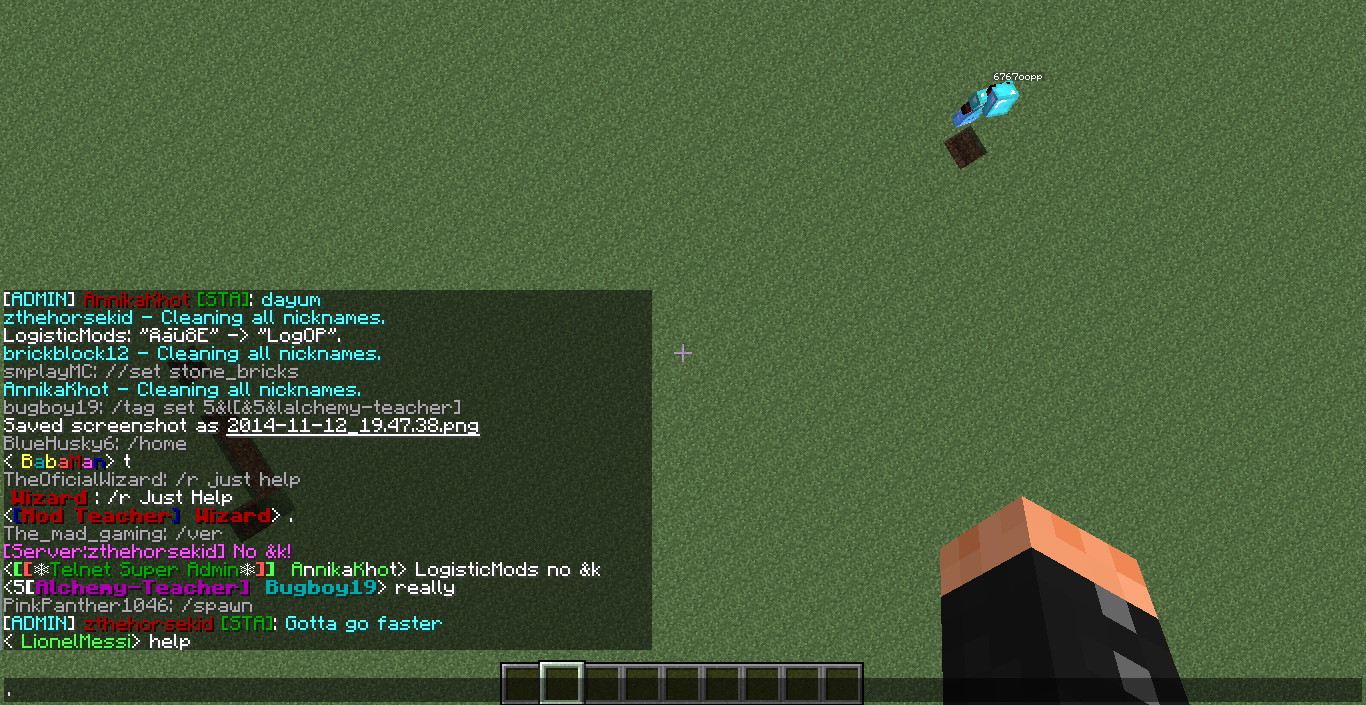 6767oopp
[ADMIN] AnnikaKhot [STA]: dayum
zthehorsekid - Cleaning all nicknames.
LogisticMods: "Aäü8E" -> "LogOP".
brickblock12 - Cleaning all nicknames.
smplayMC: //set stone_bricks
AnnikaKhot - Cleaning all nicknames.
bugboy19: /tag set 5&l[&5&lalchemy-teacher]
Saved screenshot as 2014-11-12_19.47.38.png
BlueHusky6: /home
< BabaMan> t
TheOficialWizard: /r just help
Wizard : /r Just Help
<[Mod Teacher] Wizard> .
The_mad_gaming: /ver
[Server:zthehorsekid] No &k!
<[[❄Telnet Super Admin❄]] AnnikaKhot> LogisticMods no &k
<5[Alchemy-Teacher] Bugboy19> really
PinkPanther1046: /spawn
[ADMIN] zthehorsekid [STA]: Gotta go faster
< LionelMessi> help